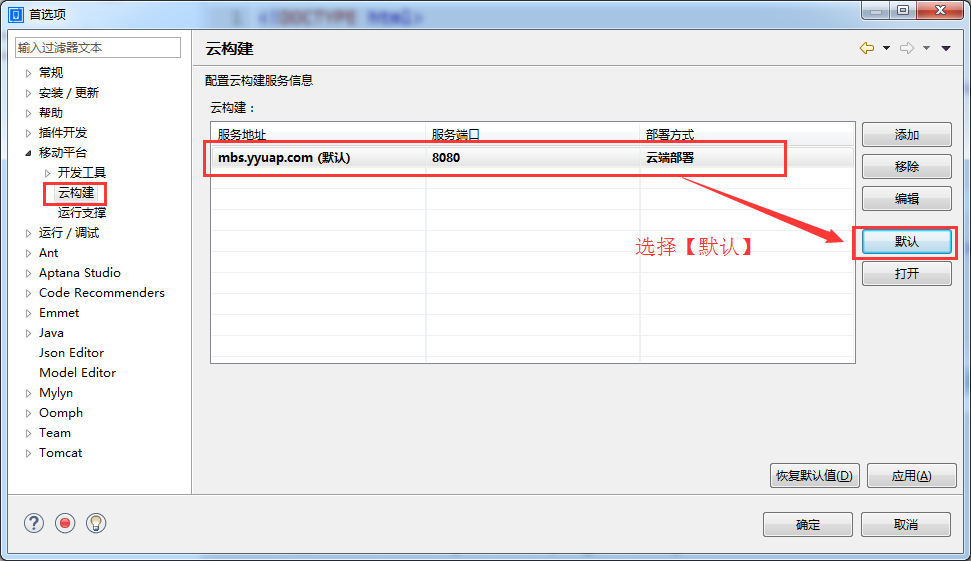 首选项
<!DOCTYPE html>
输入过滤器文本
常规
安装 / 更新
帮助
插件开发
移动平台
开发工具
云构建
运行支撑
运行 / 调试
Ant
Aptana Studio
Code Recommenders
Emmet
Java
Json Editor
Model Editor
Mylyn
Oomph
Team
Tomcat
云构建
配置云构建服务信息
云构建：
服务地址 服务端口 部署方式
mbs.yyuap.com (默认) 8080 云端部署
添加
移除
编辑
默认
打开
选择【默认】
恢复默认值(D) 应用(A)
确定 取消